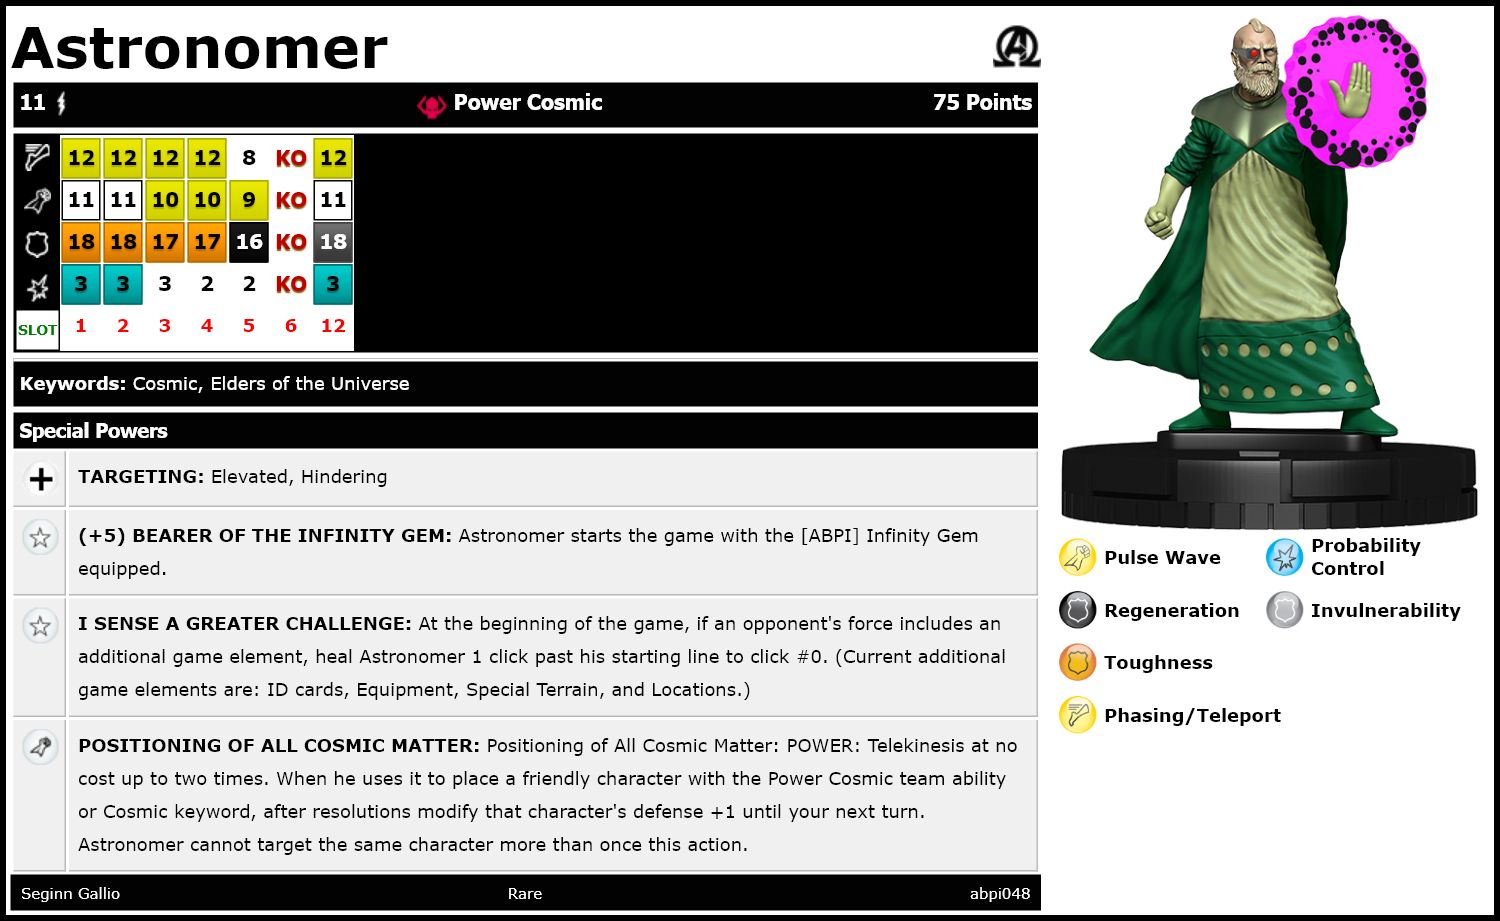 Astronomer
11 Power Cosmic 75 Points
12 12 12 12 8 KO 12
11 11 10 10 9 KO 11
18 18 17 17 16 KO 18
3 3 3 2 2 KO 3
SLOT 1 2 3 4 5 6 12
Keywords: Cosmic, Elders of the Universe
Special Powers
TARGETING: Elevated, Hindering
(+5) BEARER OF THE INFINITY GEM: Astronomer starts the game with the [ABPI] Infinity Gem
equipped.
I SENSE A GREATER CHALLENGE: At the beginning of the game, if an opponent's force includes an
additional game element, heal Astronomer 1 click past his starting line to click #0. (Current additional
game elements are: ID cards, Equipment, Special Terrain, and Locations.)
POSITIONING OF ALL COSMIC MATTER: Positioning of All Cosmic Matter: POWER: Telekinesis at no
cost up to two times. When he uses it to place a friendly character with the Power Cosmic team ability
or Cosmic keyword, after resolutions modify that character's defense +1 until your next turn.
Astronomer cannot target the same character more than once this action.
Seginn Gallio Rare abpi048
Pulse Wave
Probability
Control
Regeneration
Invulnerability
Toughness
Phasing/Teleport